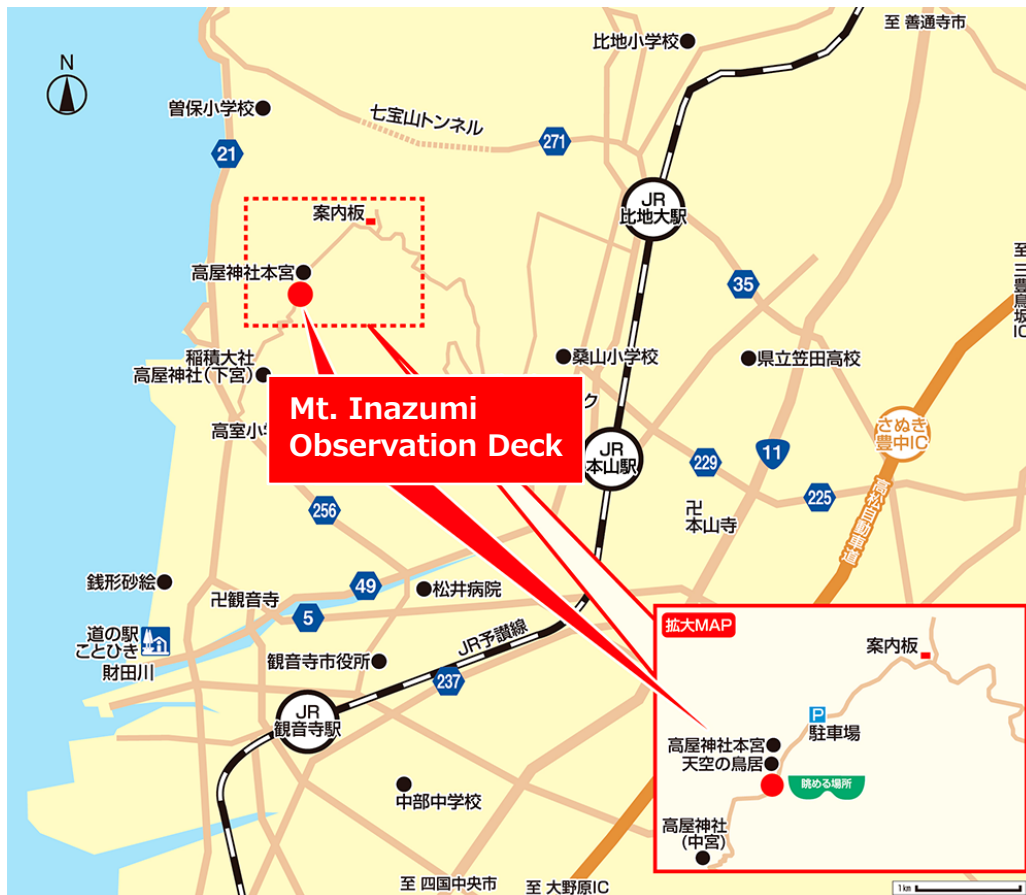 比地小学校
至 善通寺市
N
曽保小学校
七宝山トンネル
21
271
案内板
JR
比地大駅
高屋神社本宮
35
至 三豊鳥坂IC
稲積大社
高屋神社(下宮)
桑山小学校
県立笠田高校
Mt. Inazumi
Observation Deck
ク
高室小
さぬき
豊中IC
JR
本山駅
229
11
225
高松自動車道
256
卍
本山寺
銭形砂絵
卍観音寺
49
松井病院
5
道の駅
ことひき
財田川
観音寺市役所
JR予讃線
237
JR
観音寺駅
中部中学校
拡大MAP
案内板
P
駐車場
高屋神社本宮
天空の鳥居
眺める場所
高屋神社
(中宮)
至 四国中央市
至 大野原IC
1km